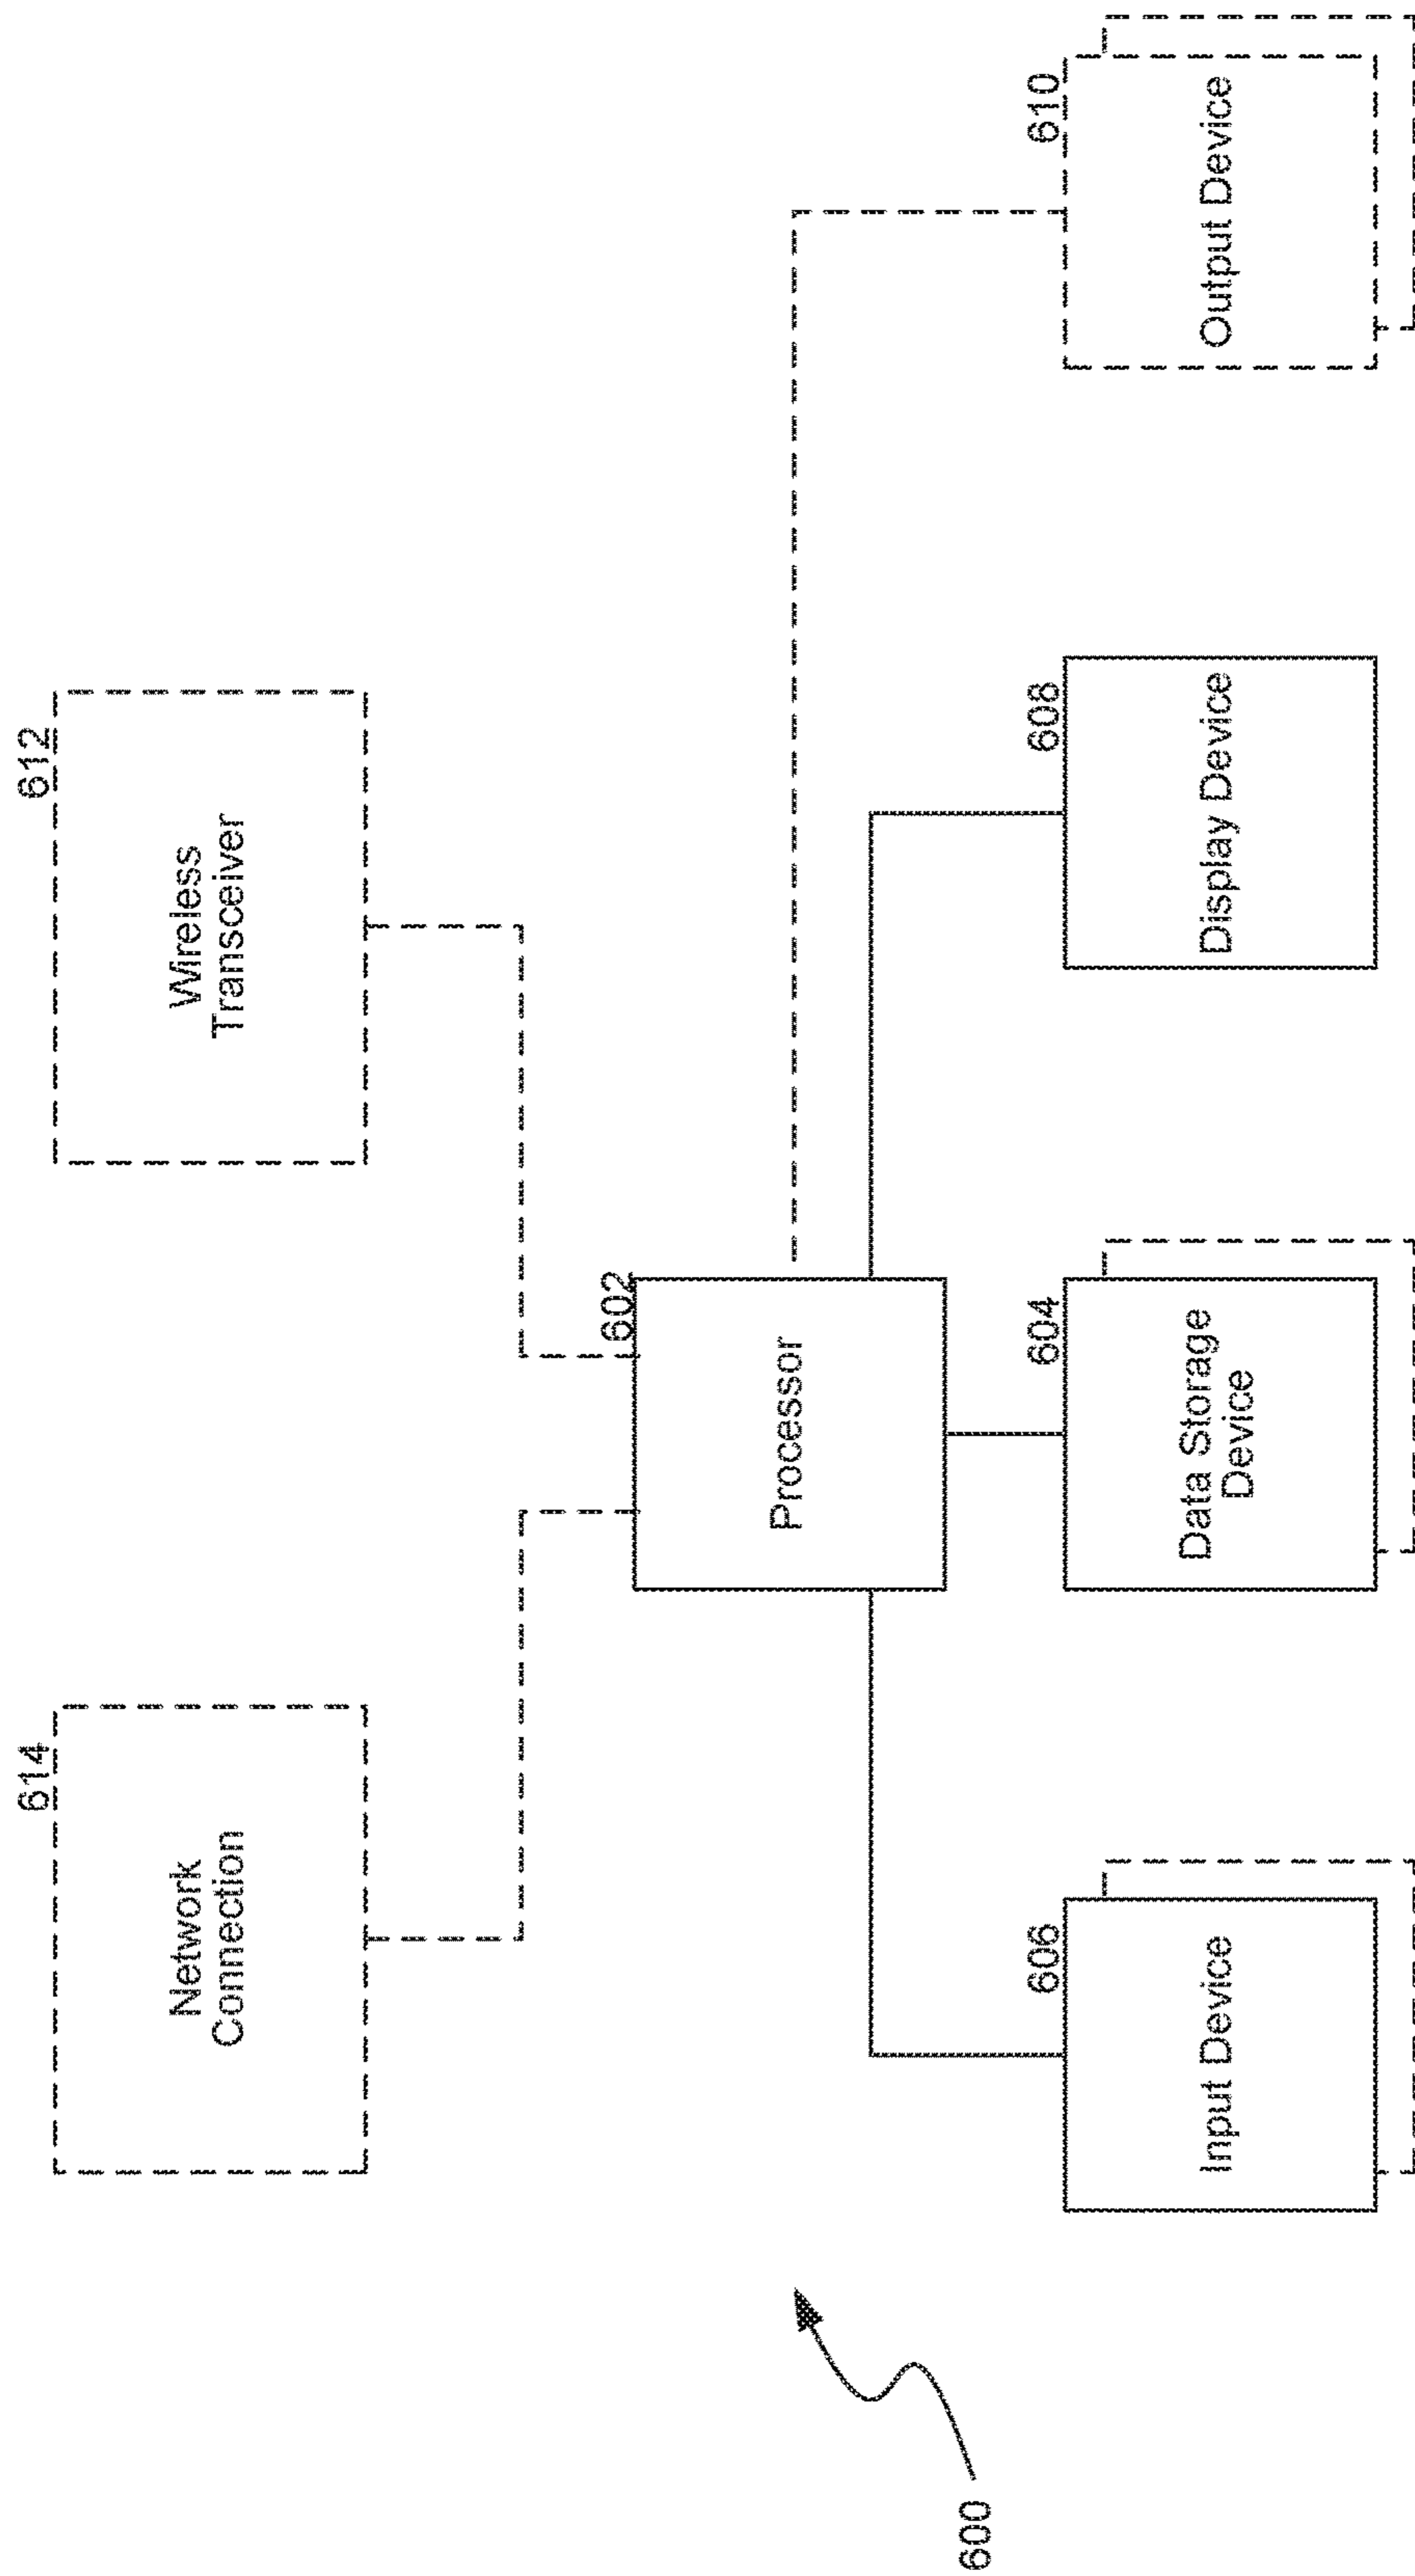 614
Network
Connection
612
Wireless
Transceiver
602
Processor
606
Input Device
604
Data Storage
Device
608
Display Device
610
Output Device
600